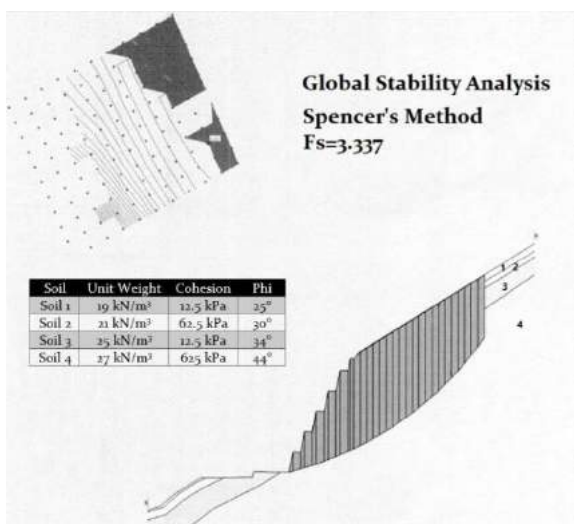 Global Stability Analysis
Spencer's Method
Fs=3.337
Soil Unit Weight Cohesion Phi
Soil 1 19 kN/m³ 12.5 kPa 25°
Soil 2 21 kN/m³ 62.5 kPa 30°
Soil 3 25 kN/m³ 12.5 kPa 34°
Soil 4 27 kN/m³ 625 kPa 44°
1 2
3
4